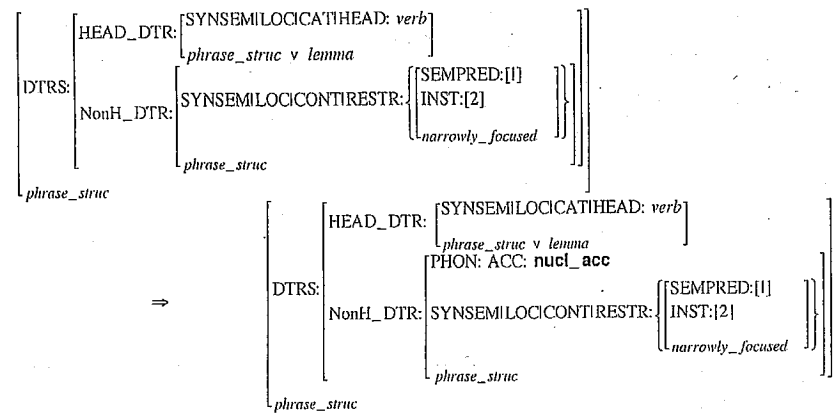 SYNSEM|LOC|CAT|HEAD: verb
HEAD_DTR:
phrase_struc v lemma
SEMPRED:[1]
DTRS:
NonH_DTR: SYNSEM|LOC|CONT|RESTR: INST:[2]
narrowly_focused
phrase_struc
phrase_struc
SYNSEM|LOC|CAT|HEAD: verb
HEAD_DTR:
phrase_struc v lemma
PHON: ACC: nucl_acc
DTRS:
SEMPRED:[1]
⇒
NonH_DTR: SYNSEM|LOC|CONT|RESTR: INST:[2]
narrowly_focused
phrase_struc
phrase_struc